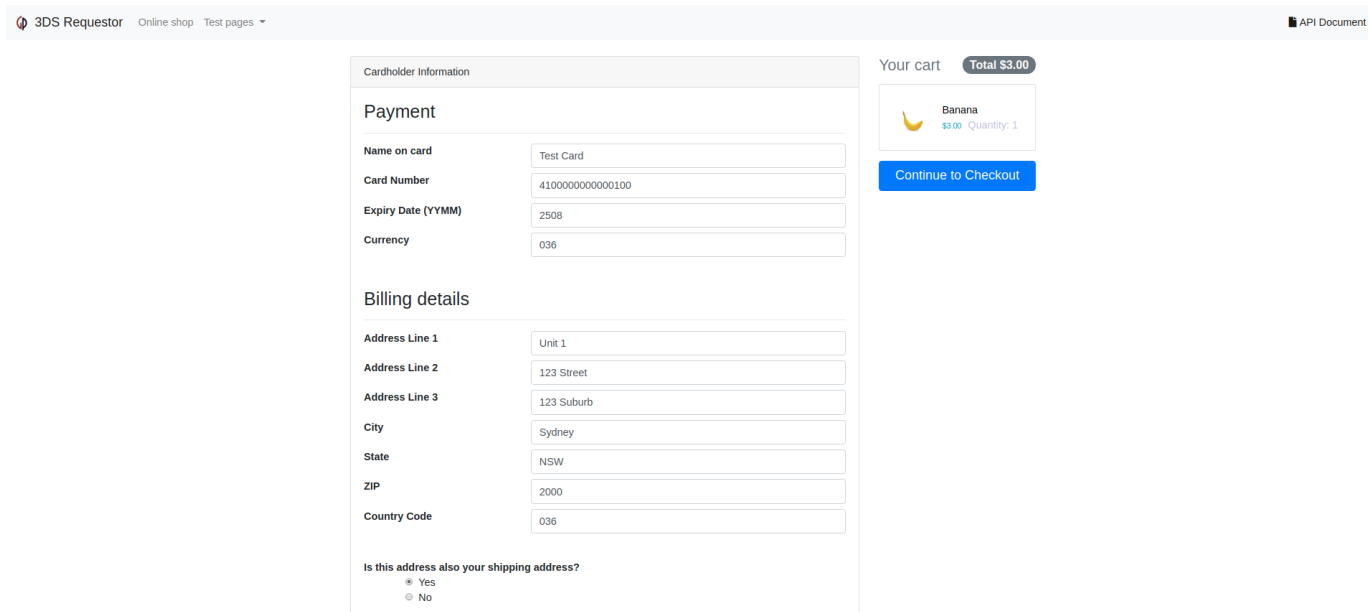 3DS Requestor Online shop Test pages API Document
Cardholder Information
Payment
Name on card Test Card
Card Number 4100000000000100
Expiry Date (YYMM) 2508
Currency 036
Billing details
Address Line 1 Unit 1
Address Line 2 123 Street
Address Line 3 123 Suburb
City Sydney
State NSW
ZIP 2000
Country Code 036
Is this address also your shipping address?
Yes
No
Your cart Total $3.00
Banana
$3.00 Quantity: 1
Continue to Checkout